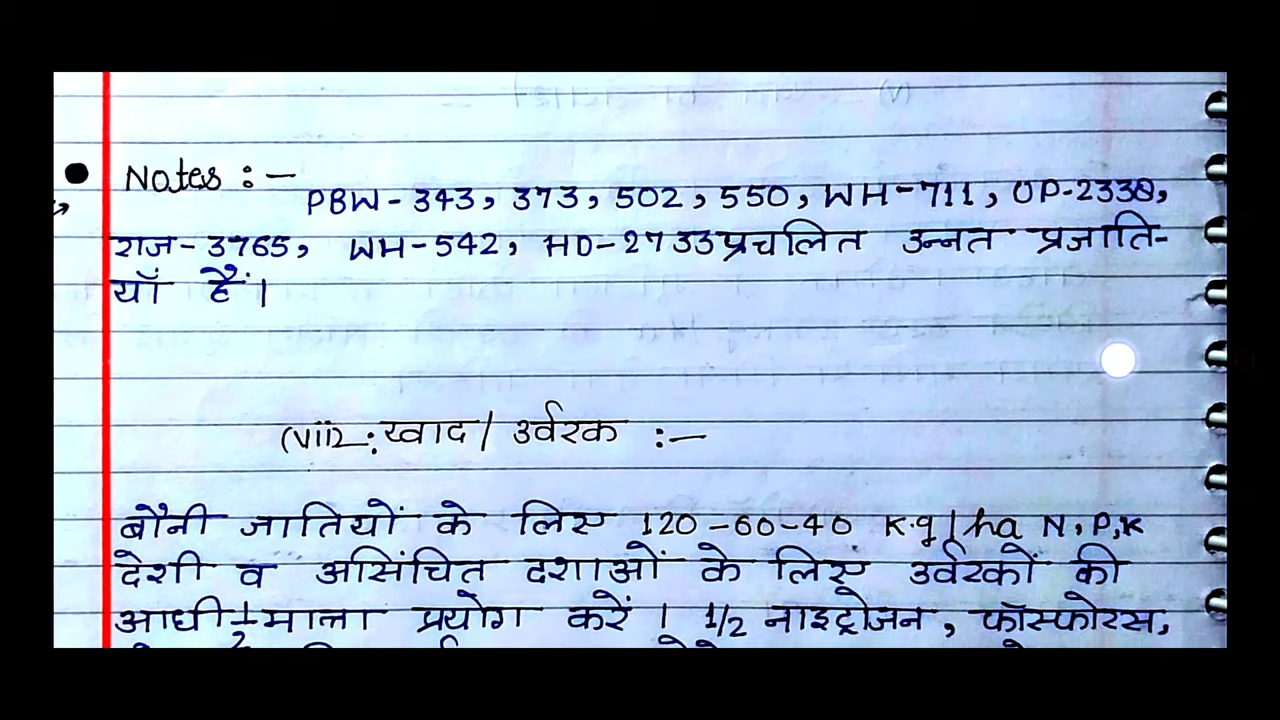 Notes :-
PBW-343, 373, 502, 550, WH-711, UP-2338,
राज-3765, WH-542, HD-2733प्रचलित उन्नत प्रजाति-
याँ हैं।
(vii).: खाद / उर्वरक :-
बौनी जातियों के लिए 120-60-40 K.g/ha N,P,K
देशी व असिंचित दशाओं के लिए उर्वरकों की
आधी 1/2 माला प्रयोग करें । 1/2 नाइट्रोजन, फॉस्फोरस,